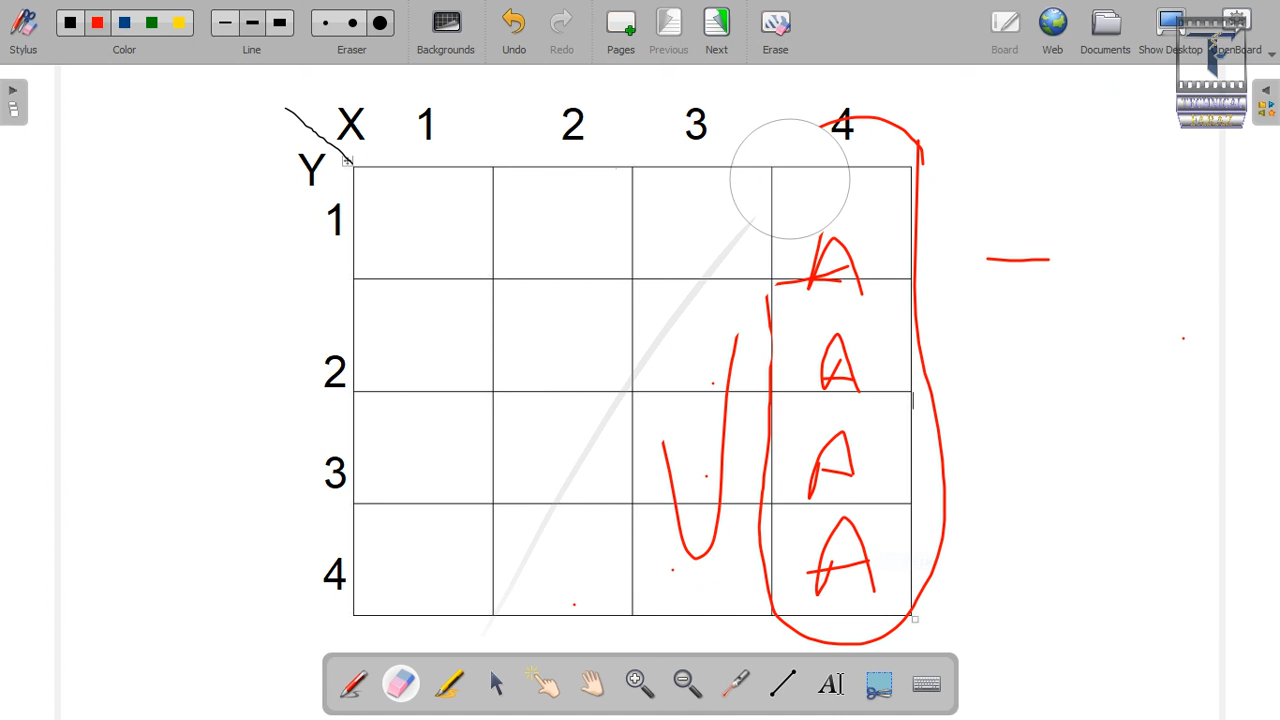 Stylus Color Line Eraser Backgrounds Undo Redo Pages Previous Next Erase Board Web Documents Show Desktop OpenBoard
X 1 2 3 4
Y
1
A
2
A
3
A
4
A
AI